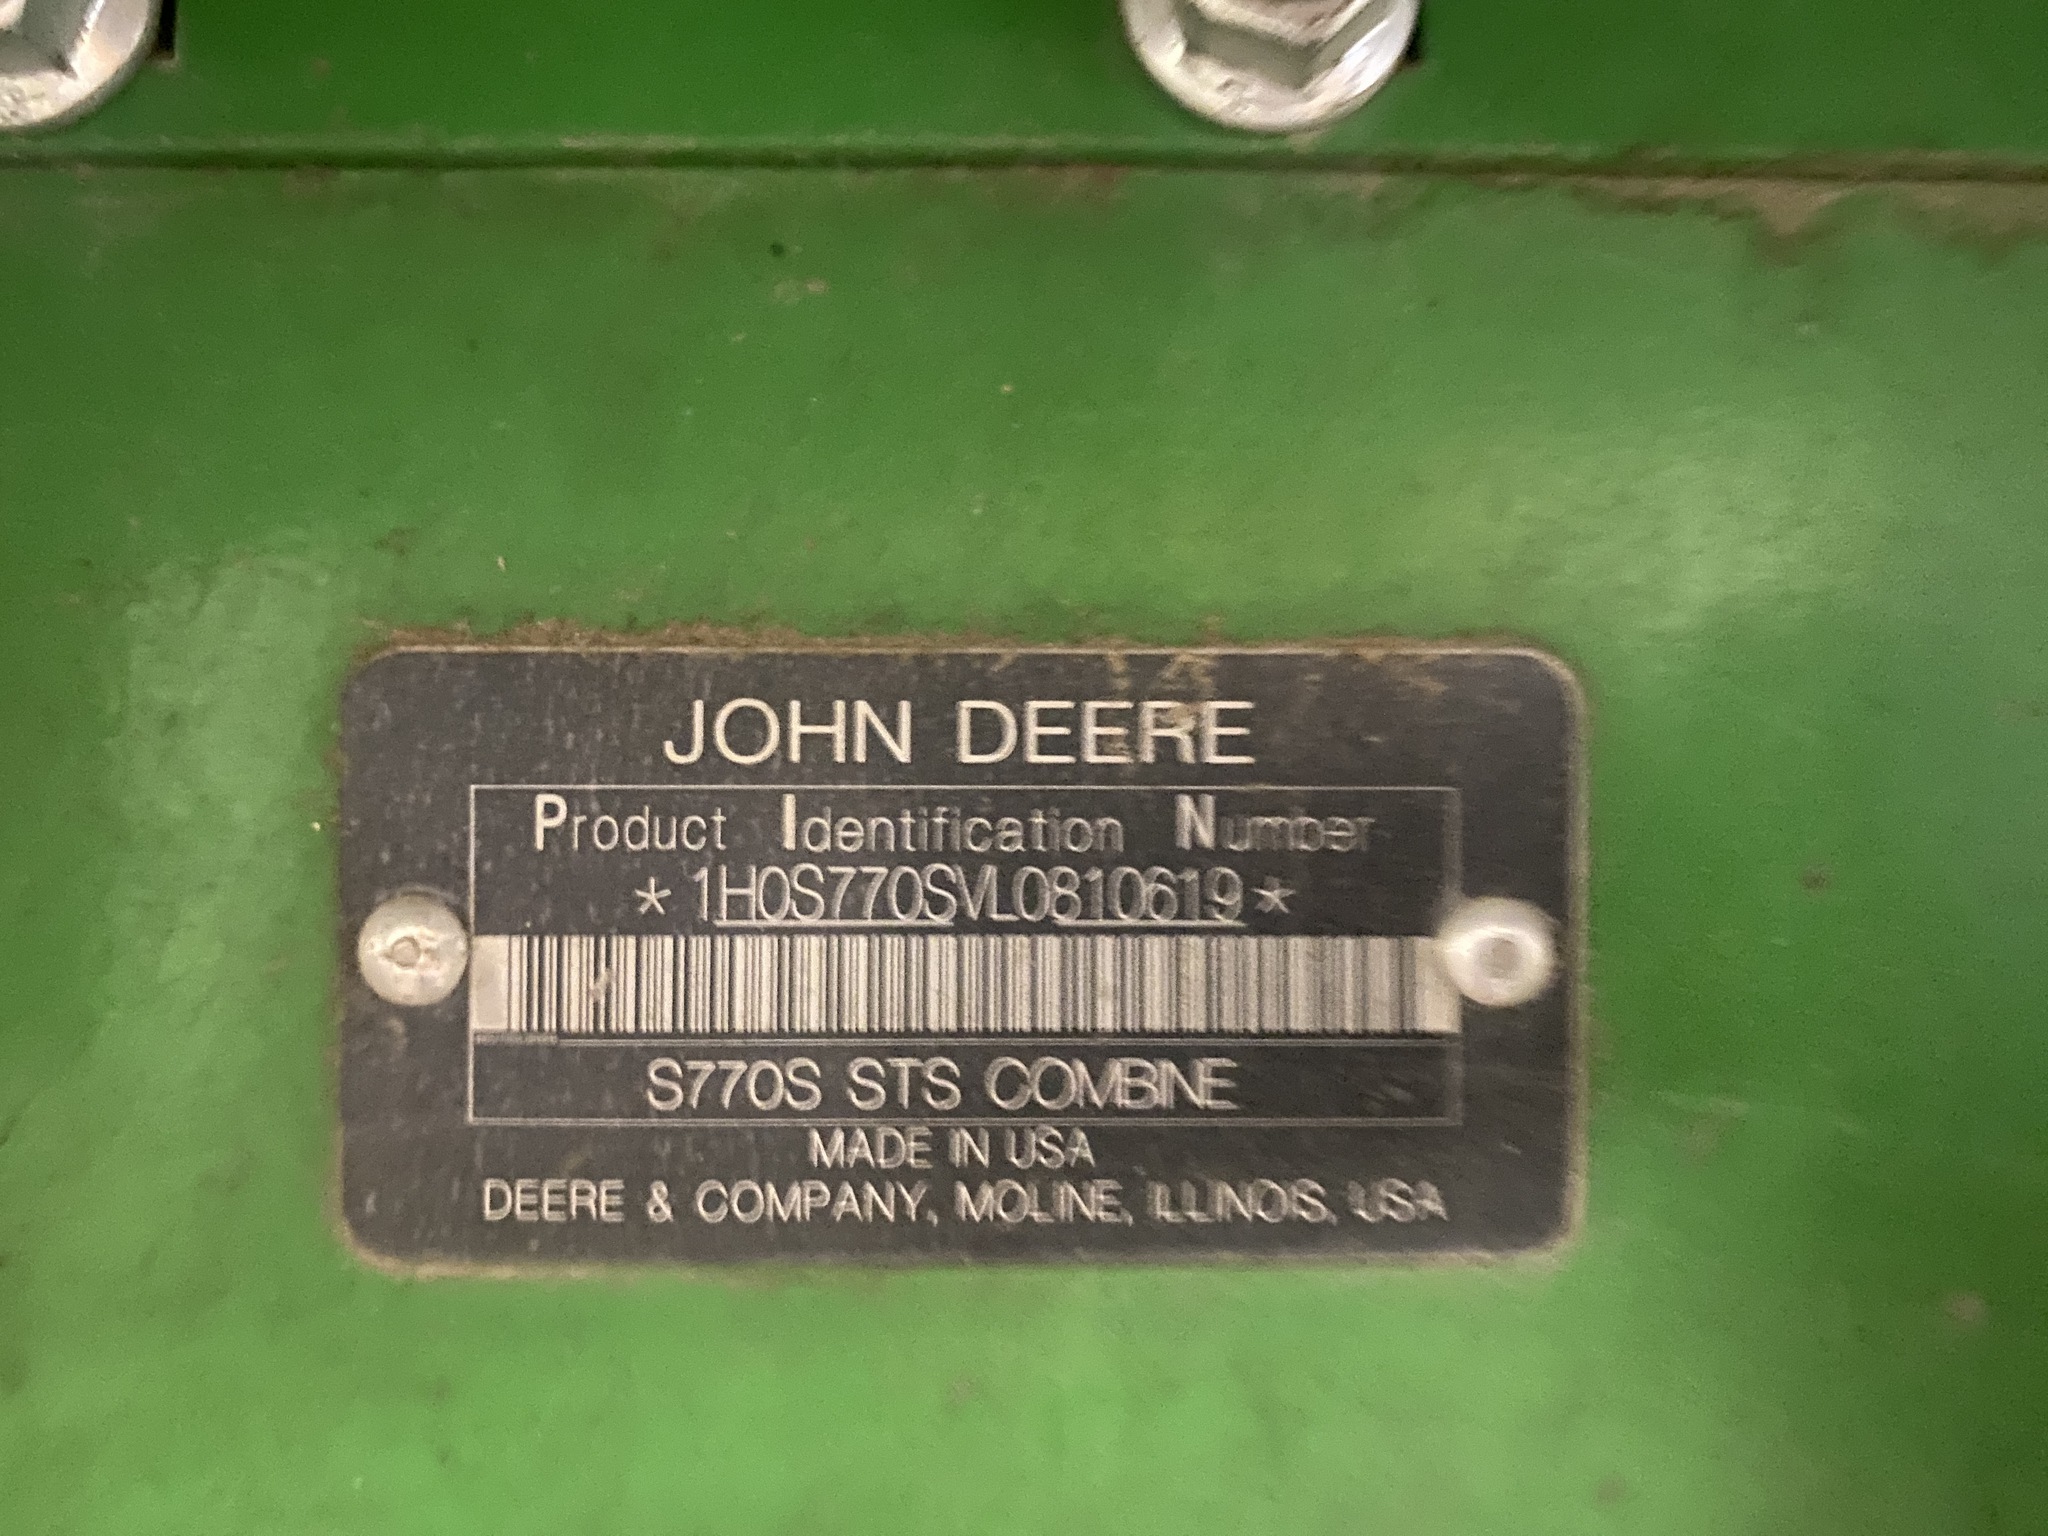 JOHN DEERE
Product Identification Number
*1H0S770SVL0810619*
S770S STS COMBINE
MADE IN USA
DEERE & COMPANY, MOLINE, ILLINOIS, USA